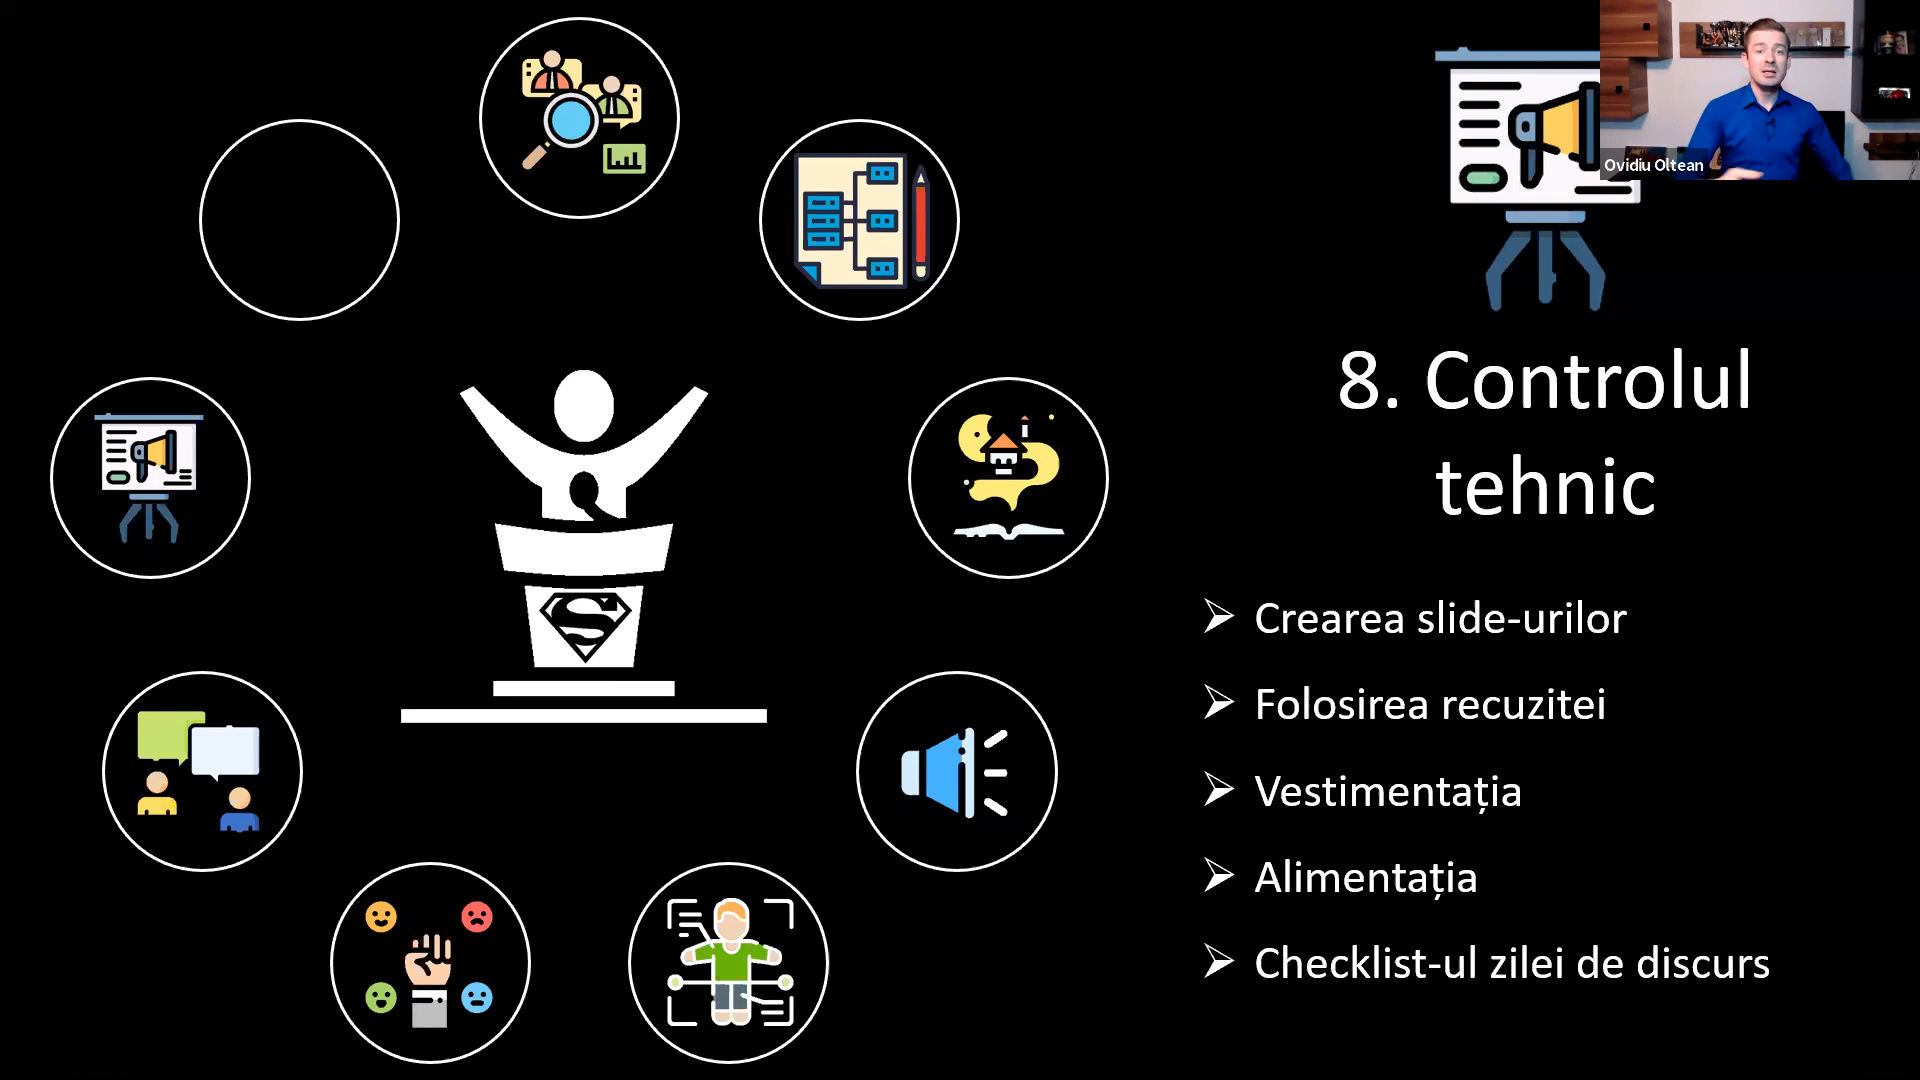 Ovidiu Oltean
8. Controlul
tehnic
Crearea slide-urilor
Folosirea recuzitei
Vestimentația
Alimentația
Checklist-ul zilei de discurs